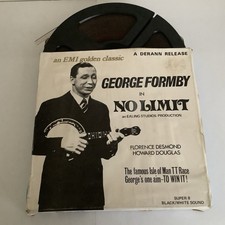 A DERANN RELEASE
an EMI golden classic
GEORGE FORMBY
IN
NO LIMIT
an EALING STUDIOS PRODUCTION
FLORENCE DESMOND
HOWARD DOUGLAS
The famous Isle of Man TT Race
George's one aim-TO WIN IT!
SUPER 8
BLACK/WHITE SOUND